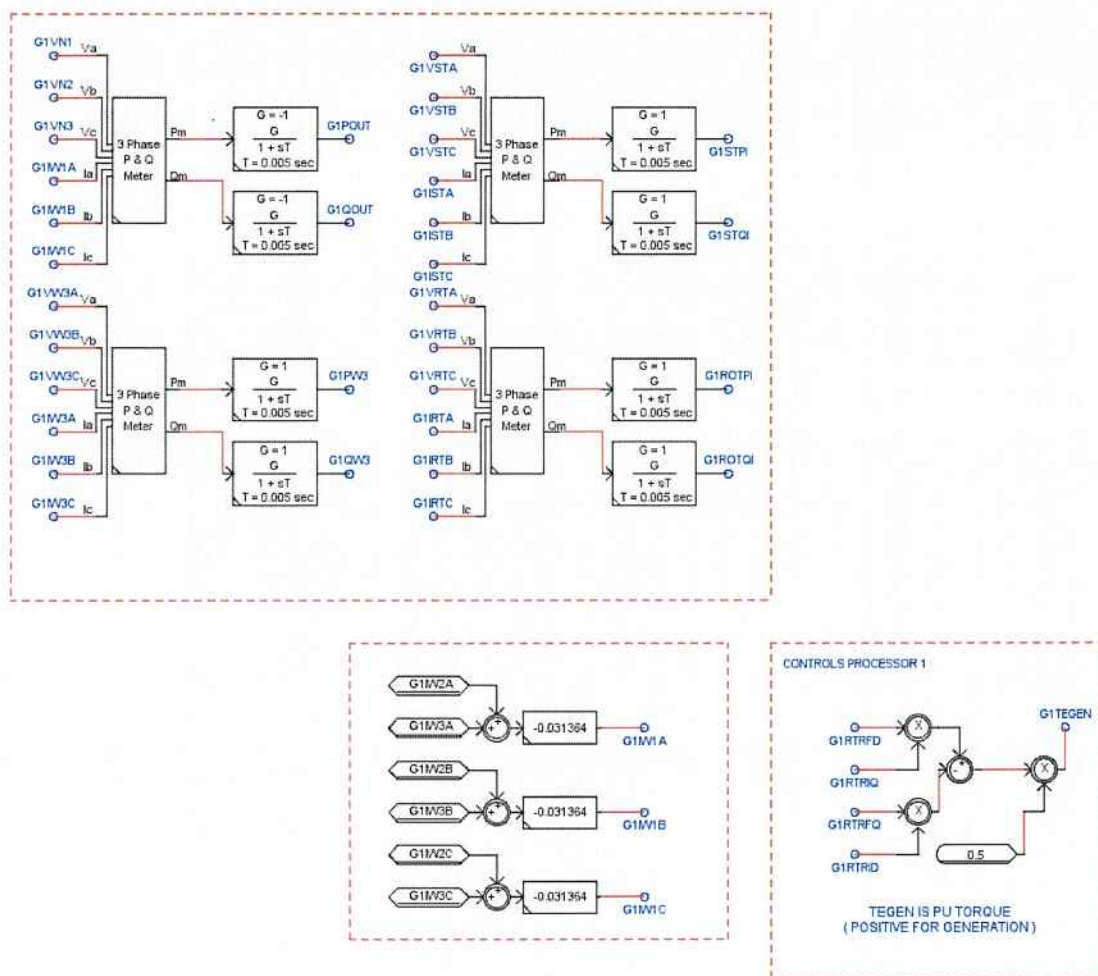 G1VN1
Va
G1VN2
Vb
G1VN3
Vc
G1IW1A
Ia
G1IW1B
Ib
G1IW1C
Ic
3 Phase
P & Q
Meter
Pm
Qm
G = -1
G
1 + sT
T = 0.005 sec
G1POUT
G = -1
G
1 + sT
T = 0.005 sec
G1QOUT
G1VSTA
Va
G1VSTB
Vb
G1VSTC
Vc
G1ISTA
Ia
G1ISTB
Ib
G1ISTC
Ic
3 Phase
P & Q
Meter
Pm
Qm
G = 1
G
1 + sT
T = 0.005 sec
G1STPI
G = 1
G
1 + sT
T = 0.005 sec
G1STQI
G1VW3A
Va
G1VW3B
Vb
G1VW3C
Vc
G1IW3A
Ia
G1IW3B
Ib
G1IW3C
Ic
3 Phase
P & Q
Meter
Pm
Qm
G = 1
G
1 + sT
T = 0.005 sec
G1PW3
G = 1
G
1 + sT
T = 0.005 sec
G1QW3
G1VRTA
Va
G1VRTB
Vb
G1VRTC
Vc
G1IRTA
Ia
G1IRTB
Ib
G1IRTC
Ic
3 Phase
P & Q
Meter
Pm
Qm
G = 1
G
1 + sT
T = 0.005 sec
G1ROTPI
G = 1
G
1 + sT
T = 0.005 sec
G1ROTQI
G1IW2A
G1IW3A
+ +
-0.031364
G1IW1A
G1IW2B
G1IW3B
+ +
-0.031364
G1IW1B
G1IW2C
G1IW3C
+ +
-0.031364
G1IW1C
CONTROLS PROCESSOR 1
G1RTRFD
X
G1RTRIQ
G1RTRFQ
X
G1RTRID
- +
X
G1TEGEN
0.5
TEGEN IS PU TORQUE
( POSITIVE FOR GENERATION )